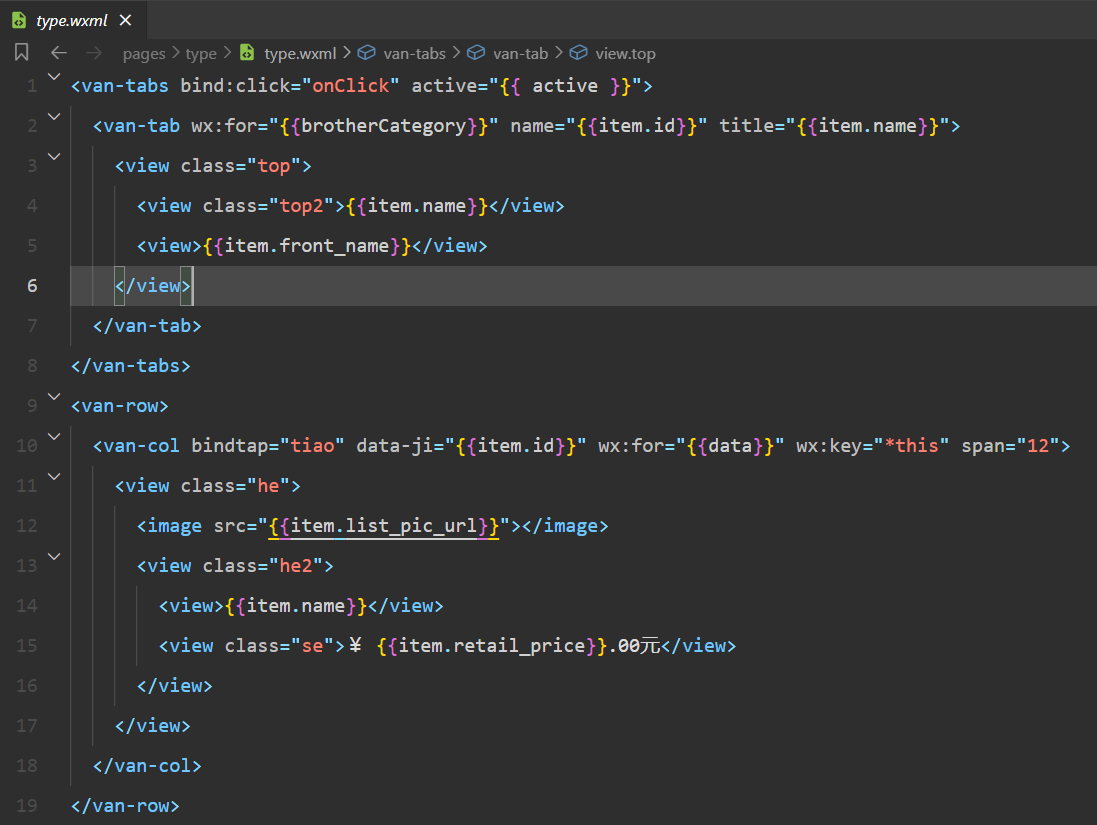 type.wxml
pages type type.wxml van-tabs van-tab view.top
1 <van-tabs bind:click="onClick" active="{{ active }}">
2 <van-tab wx:for="{{brotherCategory}}" name="{{item.id}}" title="{{item.name}}">
3 <view class="top">
4 <view class="top2">{{item.name}}</view>
5 <view>{{item.front_name}}</view>
6 </view>
7 </van-tab>
8 </van-tabs>
9 <van-row>
10 <van-col bindtap="tiao" data-ji="{{item.id}}" wx:for="{{data}}" wx:key="*this" span="12">
11 <view class="he">
12 <image src="{{item.list_pic_url}}"></image>
13 <view class="he2">
14 <view>{{item.name}}</view>
15 <view class="se">¥ {{item.retail_price}}.00元</view>
16 </view>
17 </view>
18 </van-col>
19 </van-row>